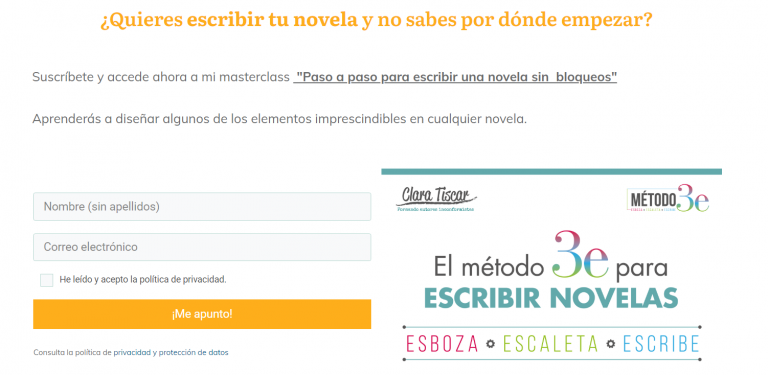 ¿Quieres escribir tu novela y no sabes por dónde empezar?
Suscríbete y accede ahora a mi masterclass "Paso a paso para escribir una novela sin bloqueos"
Aprenderás a diseñar algunos de los elementos imprescindibles en cualquier novela.
Nombre (sin apellidos)
Correo electrónico
He leído y acepto la política de privacidad.
¡Me apunto!
Consulta la política de privacidad y protección de datos
Clara Tiscar
Formando autores inconformistas
MÉTODO 3e
El método 3e para
ESCRIBIR NOVELAS
ESBOZA ESCALETA ESCRIBE